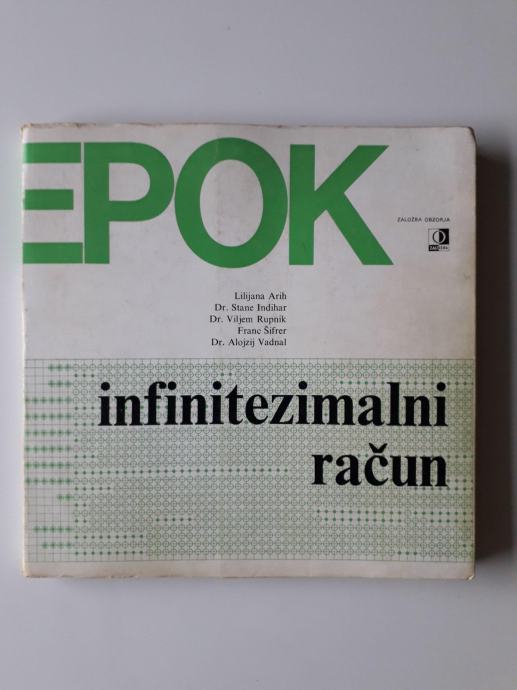 EPOK
ZALOŽBA OBZORJA
Lilijana Arih
Dr. Stane Indihar
Dr. Viljem Rupnik
Franc Šifrer
Dr. Alojzij Vadnal
infinitezimalni
račun